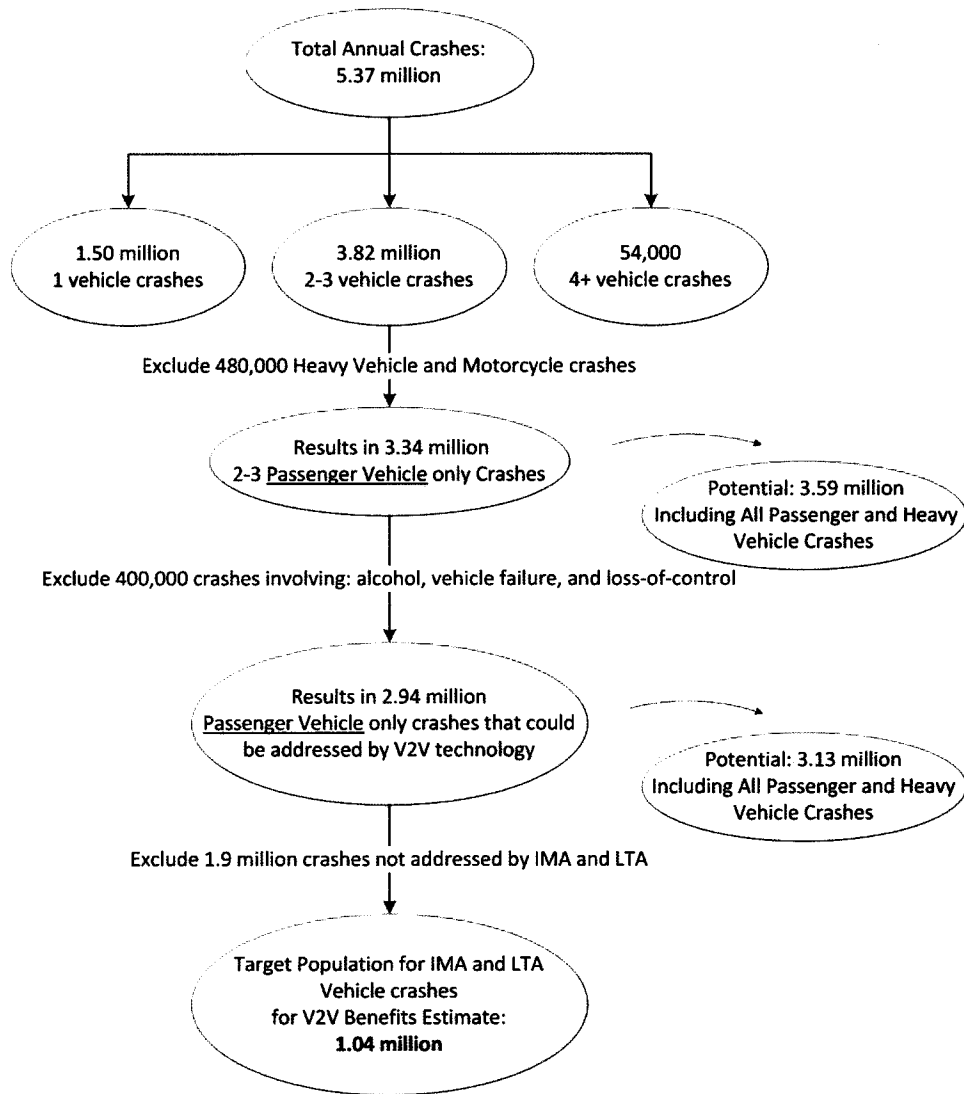 Total Annual Crashes:
5.37 million
1.50 million
1 vehicle crashes
3.82 million
2-3 vehicle crashes
54,000
4+ vehicle crashes
Exclude 480,000 Heavy Vehicle and Motorcycle crashes
Results in 3.34 million
2-3 Passenger Vehicle only Crashes
Potential: 3.59 million
Including All Passenger and Heavy
Vehicle Crashes
Exclude 400,000 crashes involving: alcohol, vehicle failure, and loss-of-control
Results in 2.94 million
Passenger Vehicle only crashes that could
be addressed by V2V technology
Potential: 3.13 million
Including All Passenger and Heavy
Vehicle Crashes
Exclude 1.9 million crashes not addressed by IMA and LTA
Target Population for IMA and LTA
Vehicle crashes
for V2V Benefits Estimate:
1.04 million